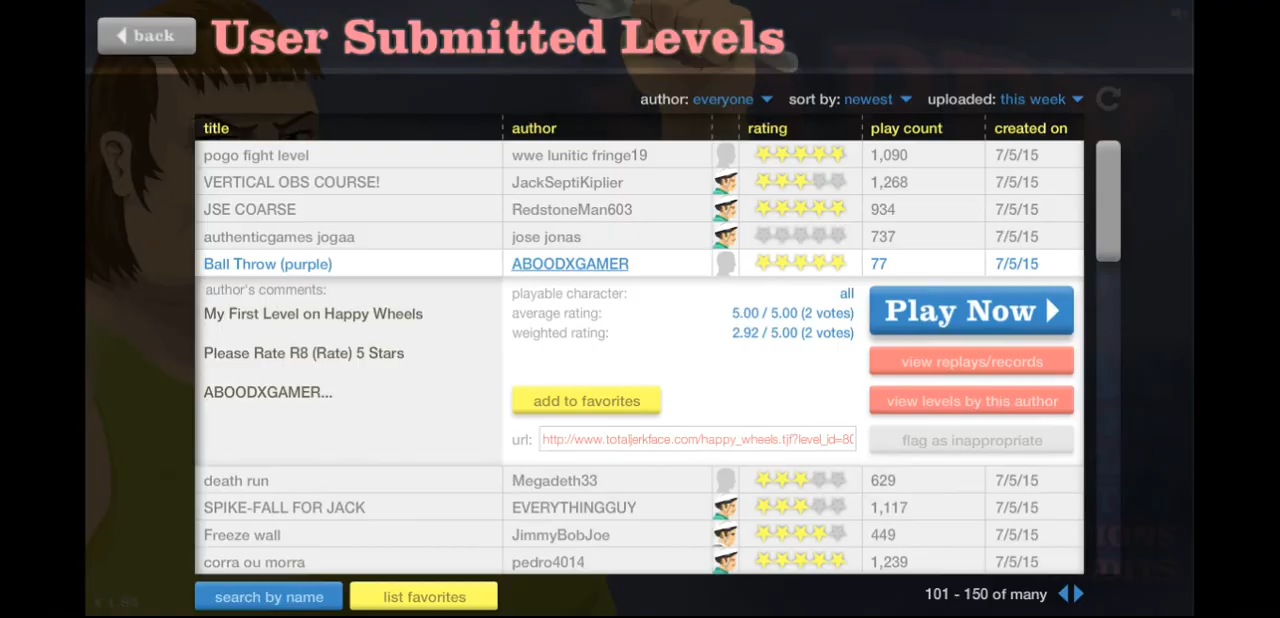 back
User Submitted Levels
author: everyone sort by: newest uploaded: this week
title author rating play count created on
pogo fight level wwe lunitic fringe19 1,090 7/5/15
VERTICAL OBS COURSE! JackSeptiKiplier 1,268 7/5/15
JSE COARSE RedstoneMan603 934 7/5/15
authenticgames jogaa jose jonas 737 7/5/15
Ball Throw (purple) ABOODXGAMER 77 7/5/15
author's comments:
My First Level on Happy Wheels
Please Rate R8 (Rate) 5 Stars
ABOODXGAMER...
playable character: all
average rating: 5.00 / 5.00 (2 votes)
weighted rating: 2.92 / 5.00 (2 votes)
add to favorites
url: http://www.totaljerkface.com/happy_wheels.tjf?level_id=80
Play Now
view replays/records
view levels by this author
flag as inappropriate
death run Megadeth33 629 7/5/15
SPIKE-FALL FOR JACK EVERYTHINGGUY 1,117 7/5/15
Freeze wall JimmyBobJoe 449 7/5/15
corra ou morra pedro4014 1,239 7/5/15
search by name list favorites 101 - 150 of many